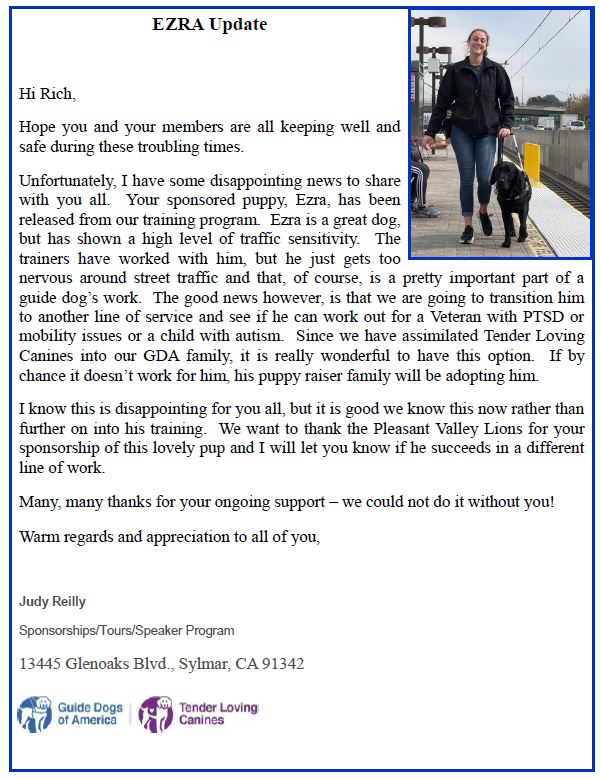 EZRA Update
Hi Rich,
Hope you and your members are all keeping well and
safe during these troubling times.
Unfortunately, I have some disappointing news to share
with you all.  Your sponsored puppy, Ezra, has been
released from our training program.  Ezra is a great dog,
but has shown a high level of traffic sensitivity.  The
trainers have worked with him, but he just gets too
nervous around street traffic and that, of course, is a pretty important part of a
guide dog’s work.  The good news however, is that we are going to transition him
to another line of service and see if he can work out for a Veteran with PTSD or
mobility issues or a child with autism.  Since we have assimilated Tender Loving
Canines into our GDA family, it is really wonderful to have this option.  If by
chance it doesn’t work for him, his puppy raiser family will be adopting him.
I know this is disappointing for you all, but it is good we know this now rather than
further on into his training.  We want to thank the Pleasant Valley Lions for your
sponsorship of this lovely pup and I will let you know if he succeeds in a different
line of work.
Many, many thanks for your ongoing support – we could not do it without you!
Warm regards and appreciation to all of you,
Judy Reilly
Sponsorships/Tours/Speaker Program
13445 Glenoaks Blvd., Sylmar, CA 91342
Guide Dogs
of America
Tender Loving
Canines